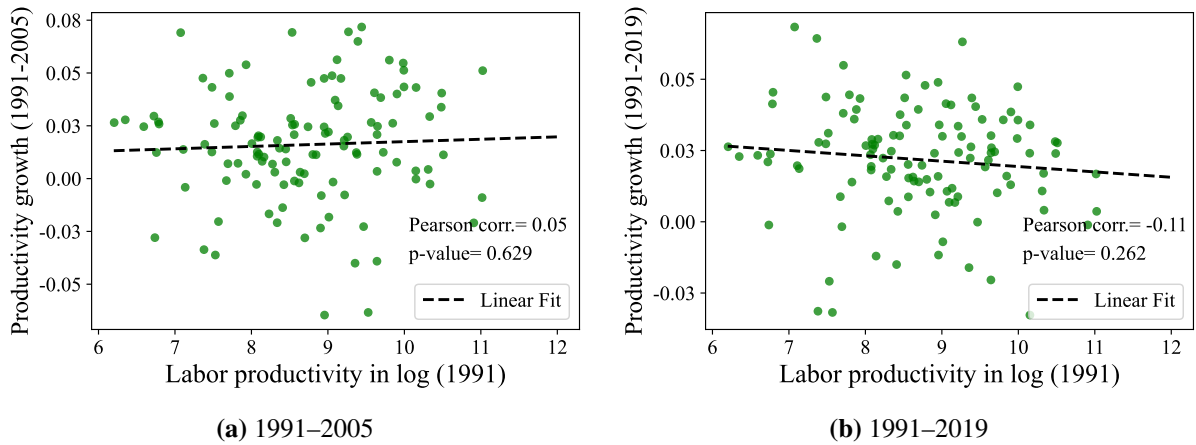 Productivity growth (1991-2005)
0.08
0.05
0.03
0.00
-0.03
-0.05
Pearson corr.= 0.05
p-value= 0.629
Linear Fit
6 7 8 9 10 11 12
Labor productivity in log (1991)
(a) 1991–2005
Productivity growth (1991-2019)
0.05
0.03
0.00
-0.03
Pearson corr.= -0.11
p-value= 0.262
Linear Fit
6 7 8 9 10 11 12
Labor productivity in log (1991)
(b) 1991–2019